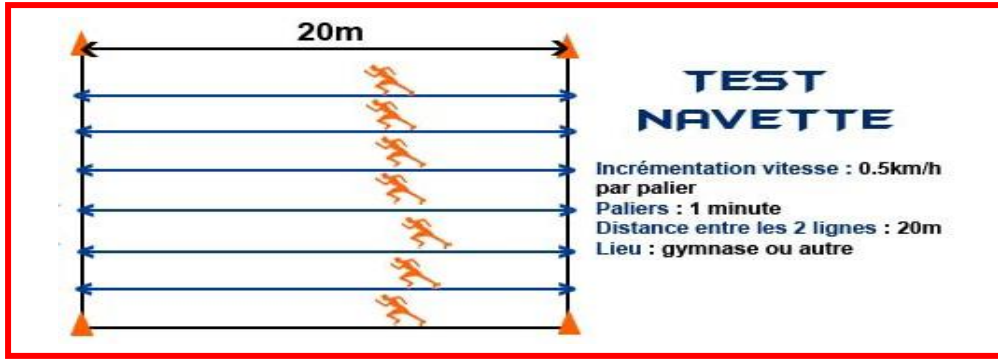 20m
TEST
NAVETTE
Incrémentation vitesse : 0.5km/h
par palier
Paliers : 1 minute
Distance entre les 2 lignes : 20m
Lieu : gymnase ou autre